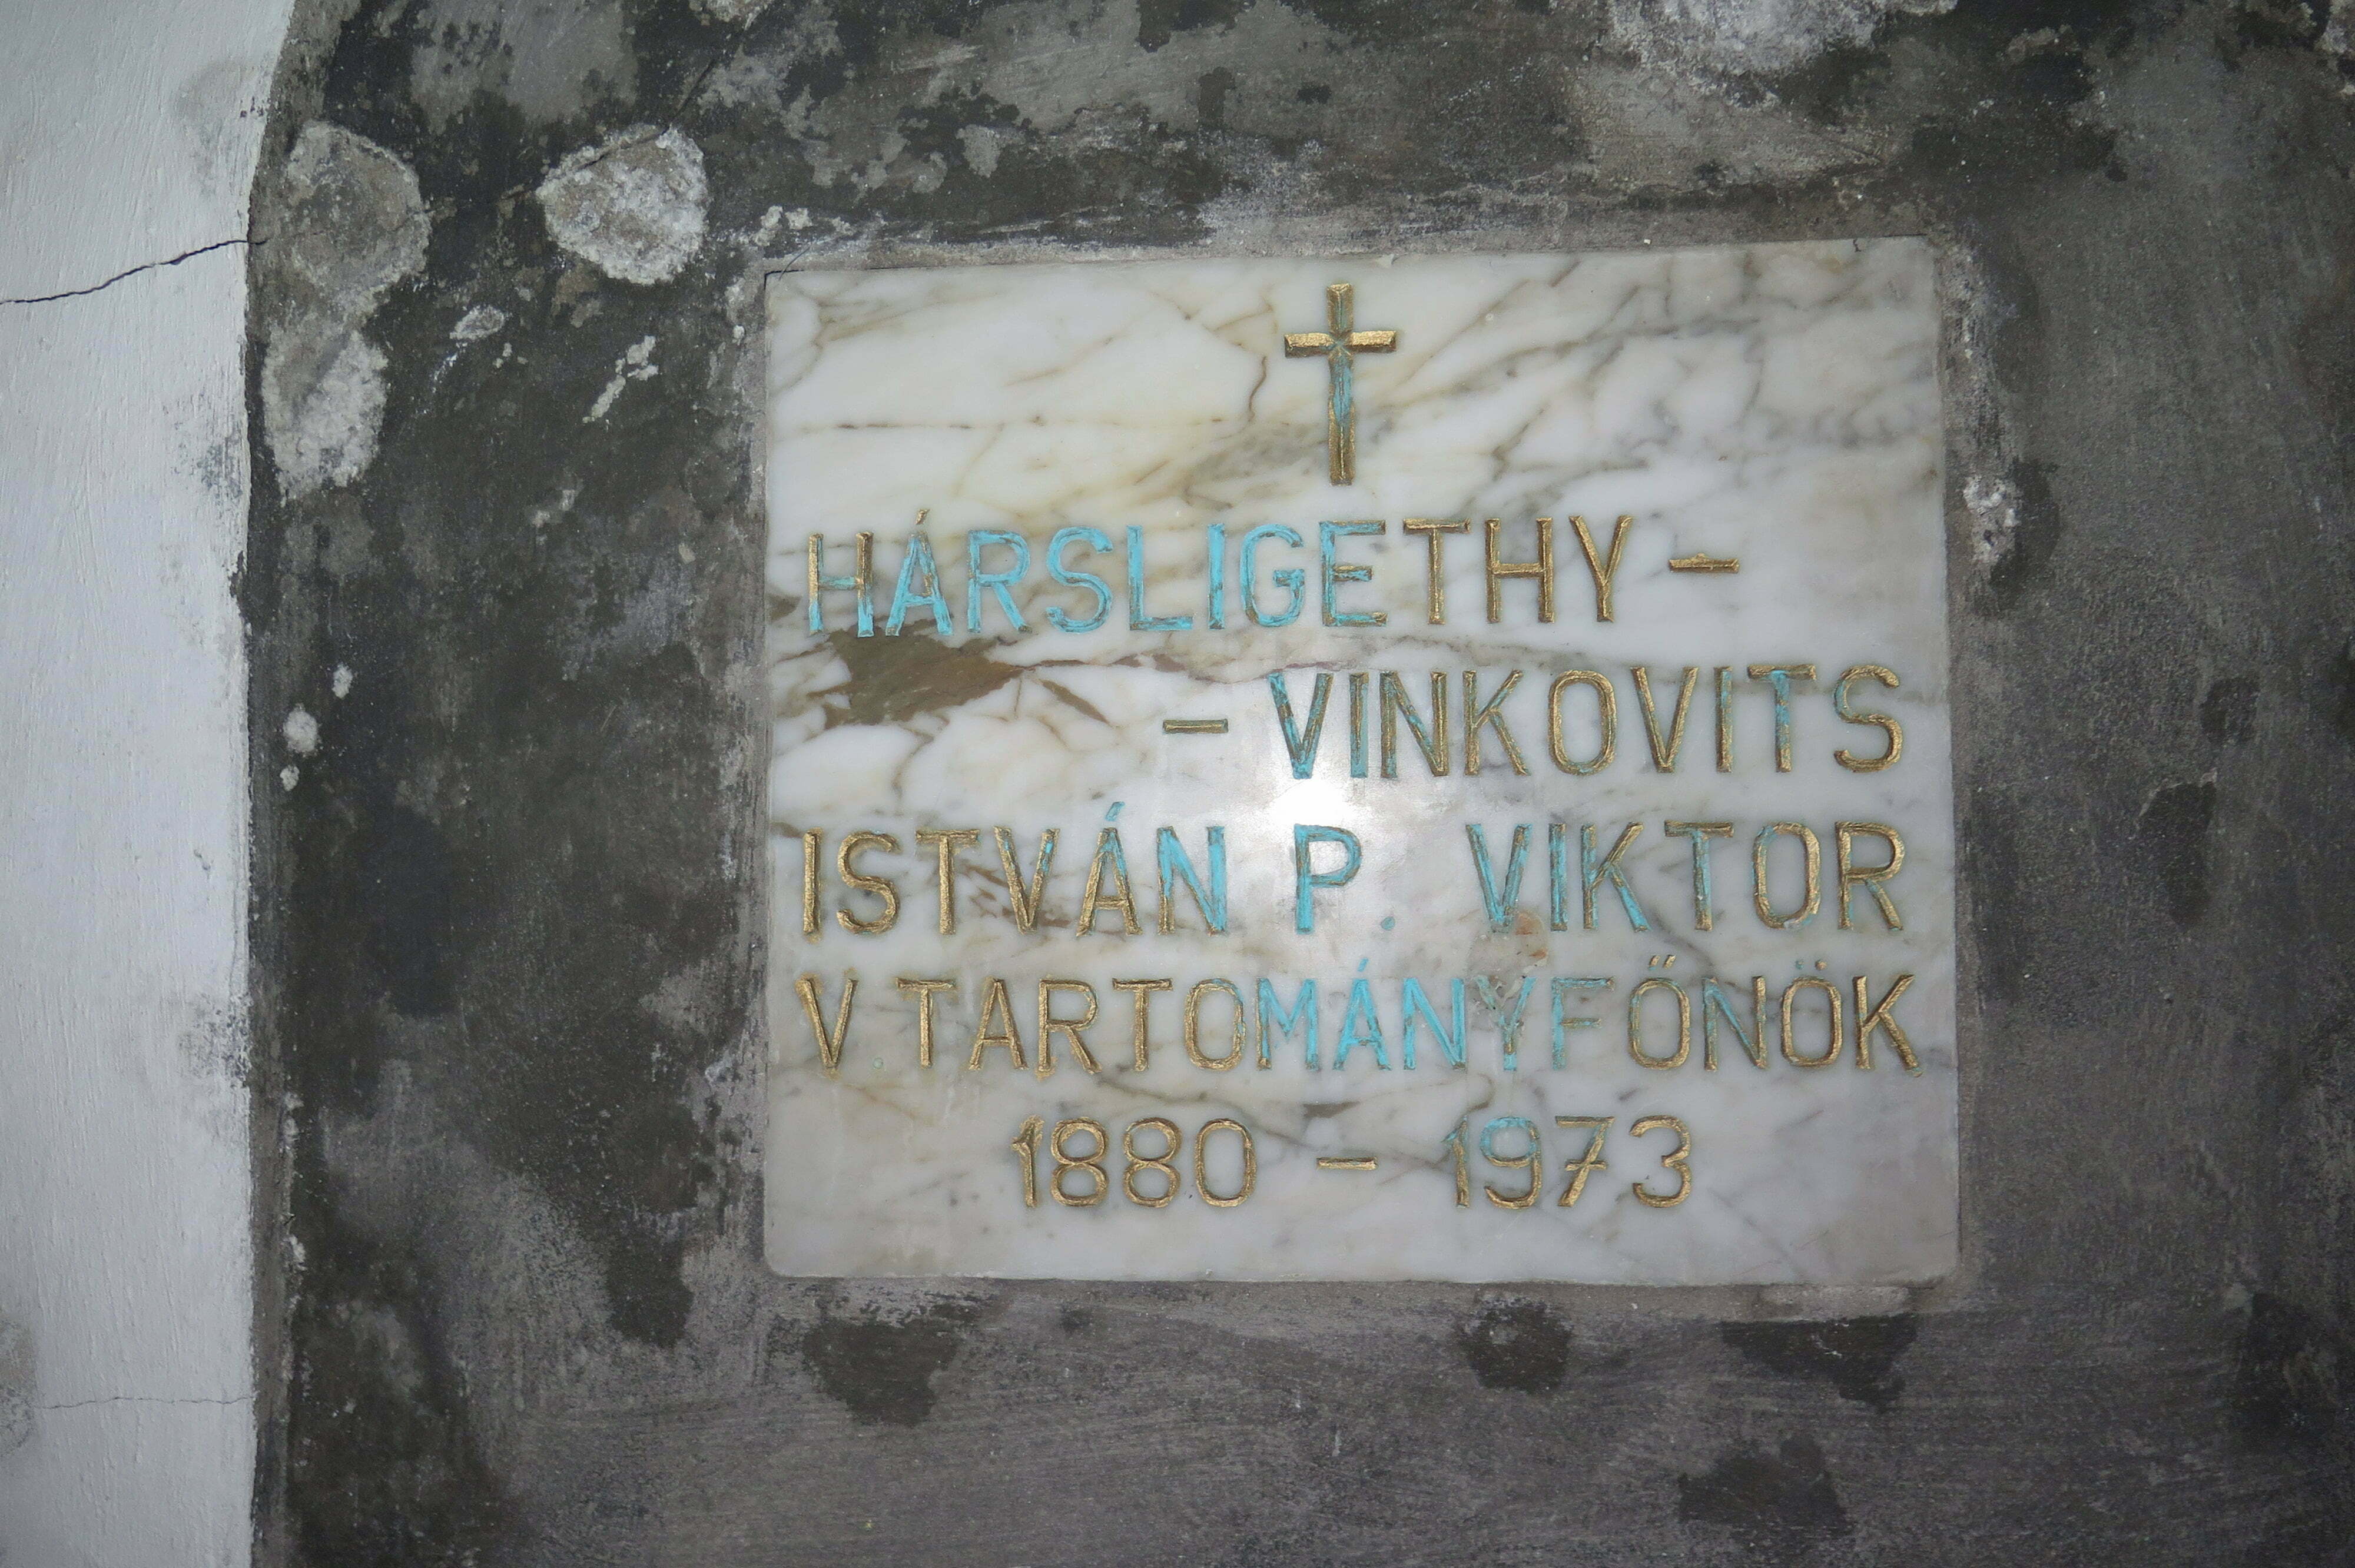 HÁRSLIGETHY –
– VINKOVITS
ISTVÁN P. VIKTOR
V. TARTOMÁNYFŐNÖK
1880 – 1973